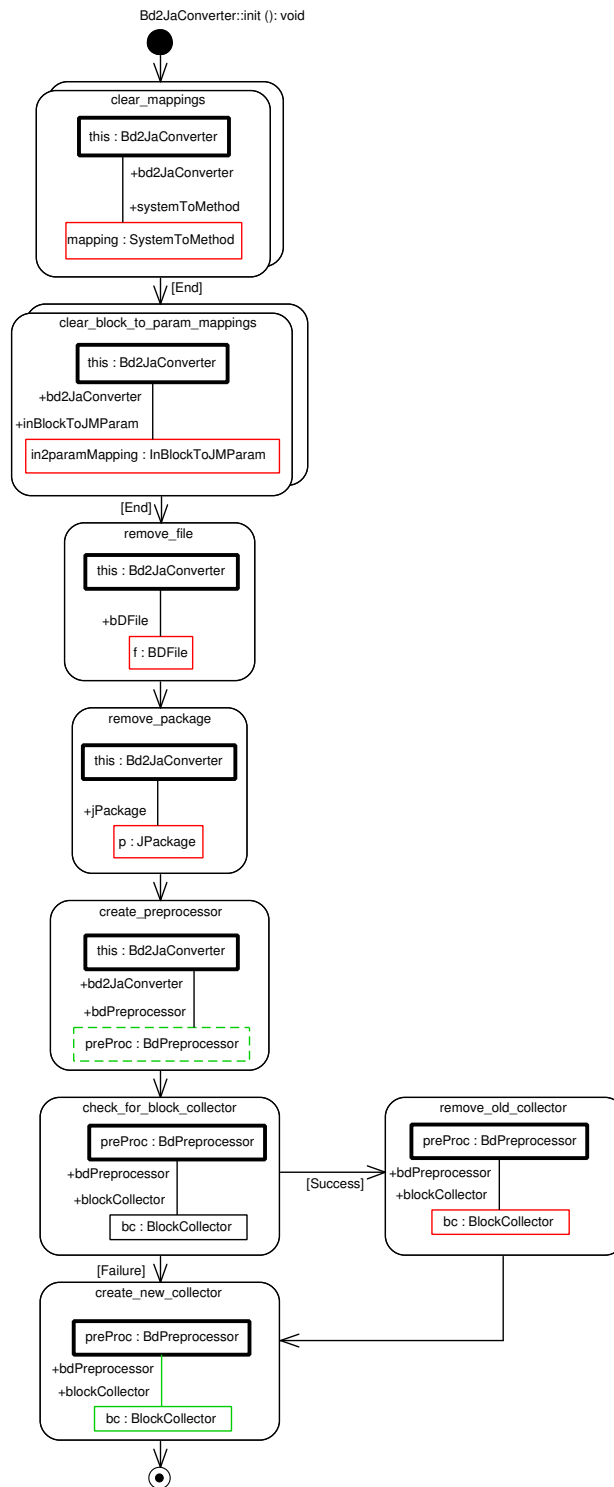 Bd2JaConverter::init (): void
clear_mappings
this : Bd2JaConverter
+bd2JaConverter
+systemToMethod
mapping : SystemToMethod
[End]
clear_block_to_param_mappings
this : Bd2JaConverter
+bd2JaConverter
+inBlockToJMParam
in2paramMapping : InBlockToJMParam
[End]
remove_file
this : Bd2JaConverter
+bDFile
f : BDFile
remove_package
this : Bd2JaConverter
+jPackage
p : JPackage
create_preprocessor
this : Bd2JaConverter
+bd2JaConverter
+bdPreprocessor
preProc : BdPreprocessor
check_for_block_collector
preProc : BdPreprocessor
+bdPreprocessor
+blockCollector
bc : BlockCollector
[Success]
remove_old_collector
preProc : BdPreprocessor
+bdPreprocessor
+blockCollector
bc : BlockCollector
[Failure]
create_new_collector
preProc : BdPreprocessor
+bdPreprocessor
+blockCollector
bc : BlockCollector